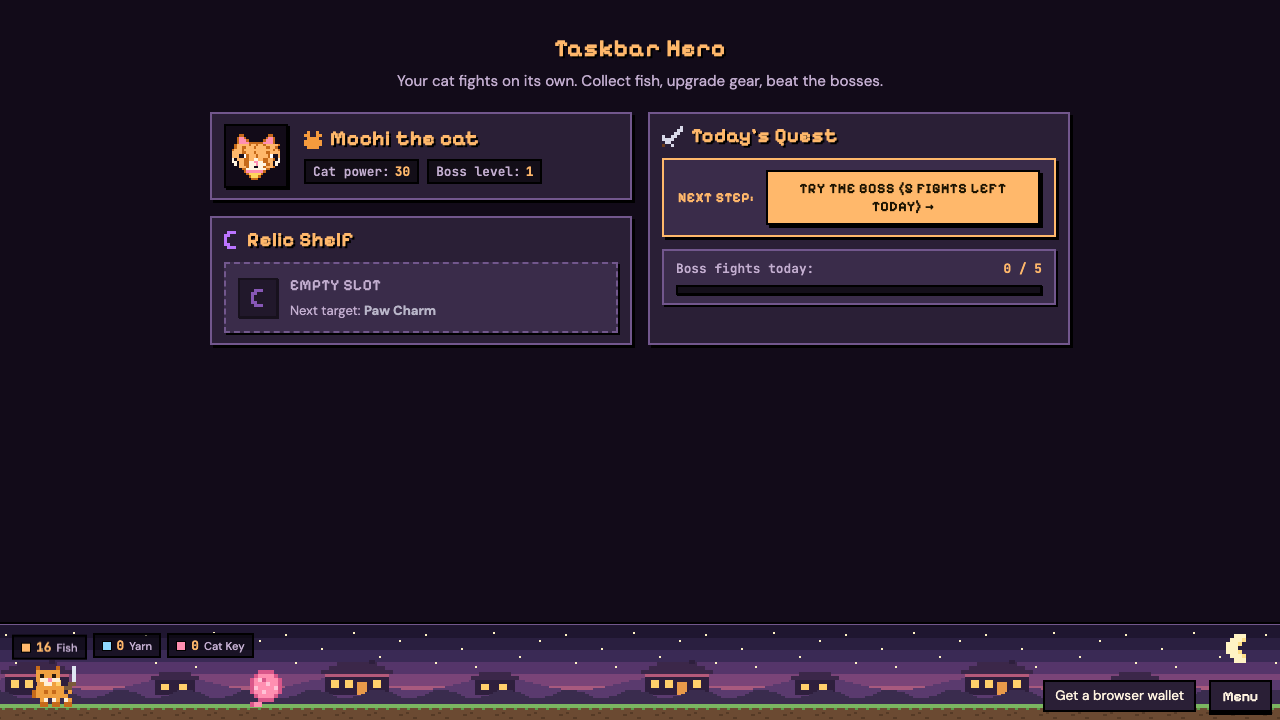 Taskbar Hero
Your cat fights on its own. Collect fish, upgrade gear, beat the bosses.
Mochi the cat
Cat power: 30
Boss level: 1
Relic Shelf
EMPTY SLOT
Next target: Paw Charm
Today's Quest
NEXT STEP:
TRY THE BOSS (5 FIGHTS LEFT
TODAY) →
Boss fights today: 0 / 5
16 Fish
0 Yarn
0 Cat Key
Get a browser wallet
Menu